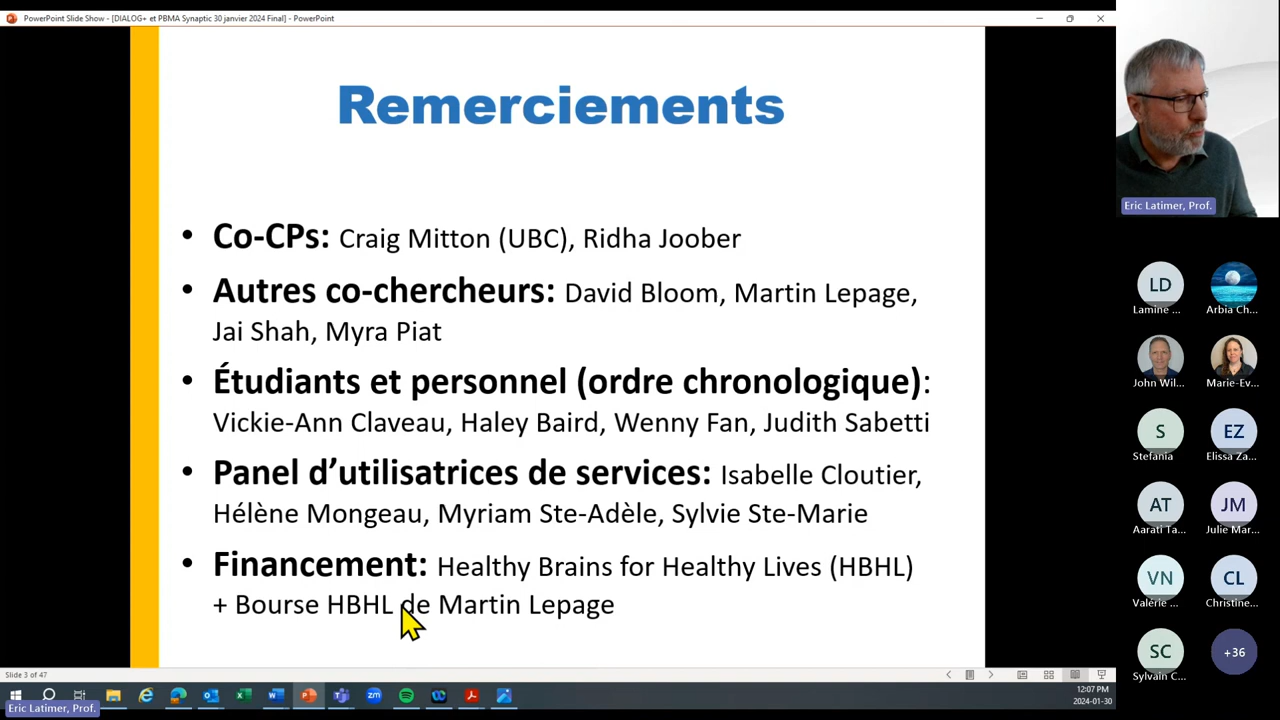 PowerPoint Slide Show - [DIALOG+ et PBMA Synaptic 30 janvier 2024 Final] - PowerPoint
Remerciements
• Co-CPs: Craig Mitton (UBC), Ridha Joober
• Autres co-chercheurs: David Bloom, Martin Lepage,
Jai Shah, Myra Piat
• Étudiants et personnel (ordre chronologique):
Vickie-Ann Claveau, Haley Baird, Wenny Fan, Judith Sabetti
• Panel d’utilisatrices de services: Isabelle Cloutier,
Hélène Mongeau, Myriam Ste-Adèle, Sylvie Ste-Marie
• Financement: Healthy Brains for Healthy Lives (HBHL)
+ Bourse HBHL de Martin Lepage
Slide 3 of 47
12:07 PM
2024-01-30
Eric Latimer, Prof.
Eric Latimer, Prof.
LD
Lamine ...
Arbia Ch...
John Wil...
Marie-Ev...
S
EZ
Stefania
Elissa Za...
AT
JM
Aarati Ta...
Julie Mar...
VN
CL
Valérie ...
Christine...
SC
+36
Sylvain C...